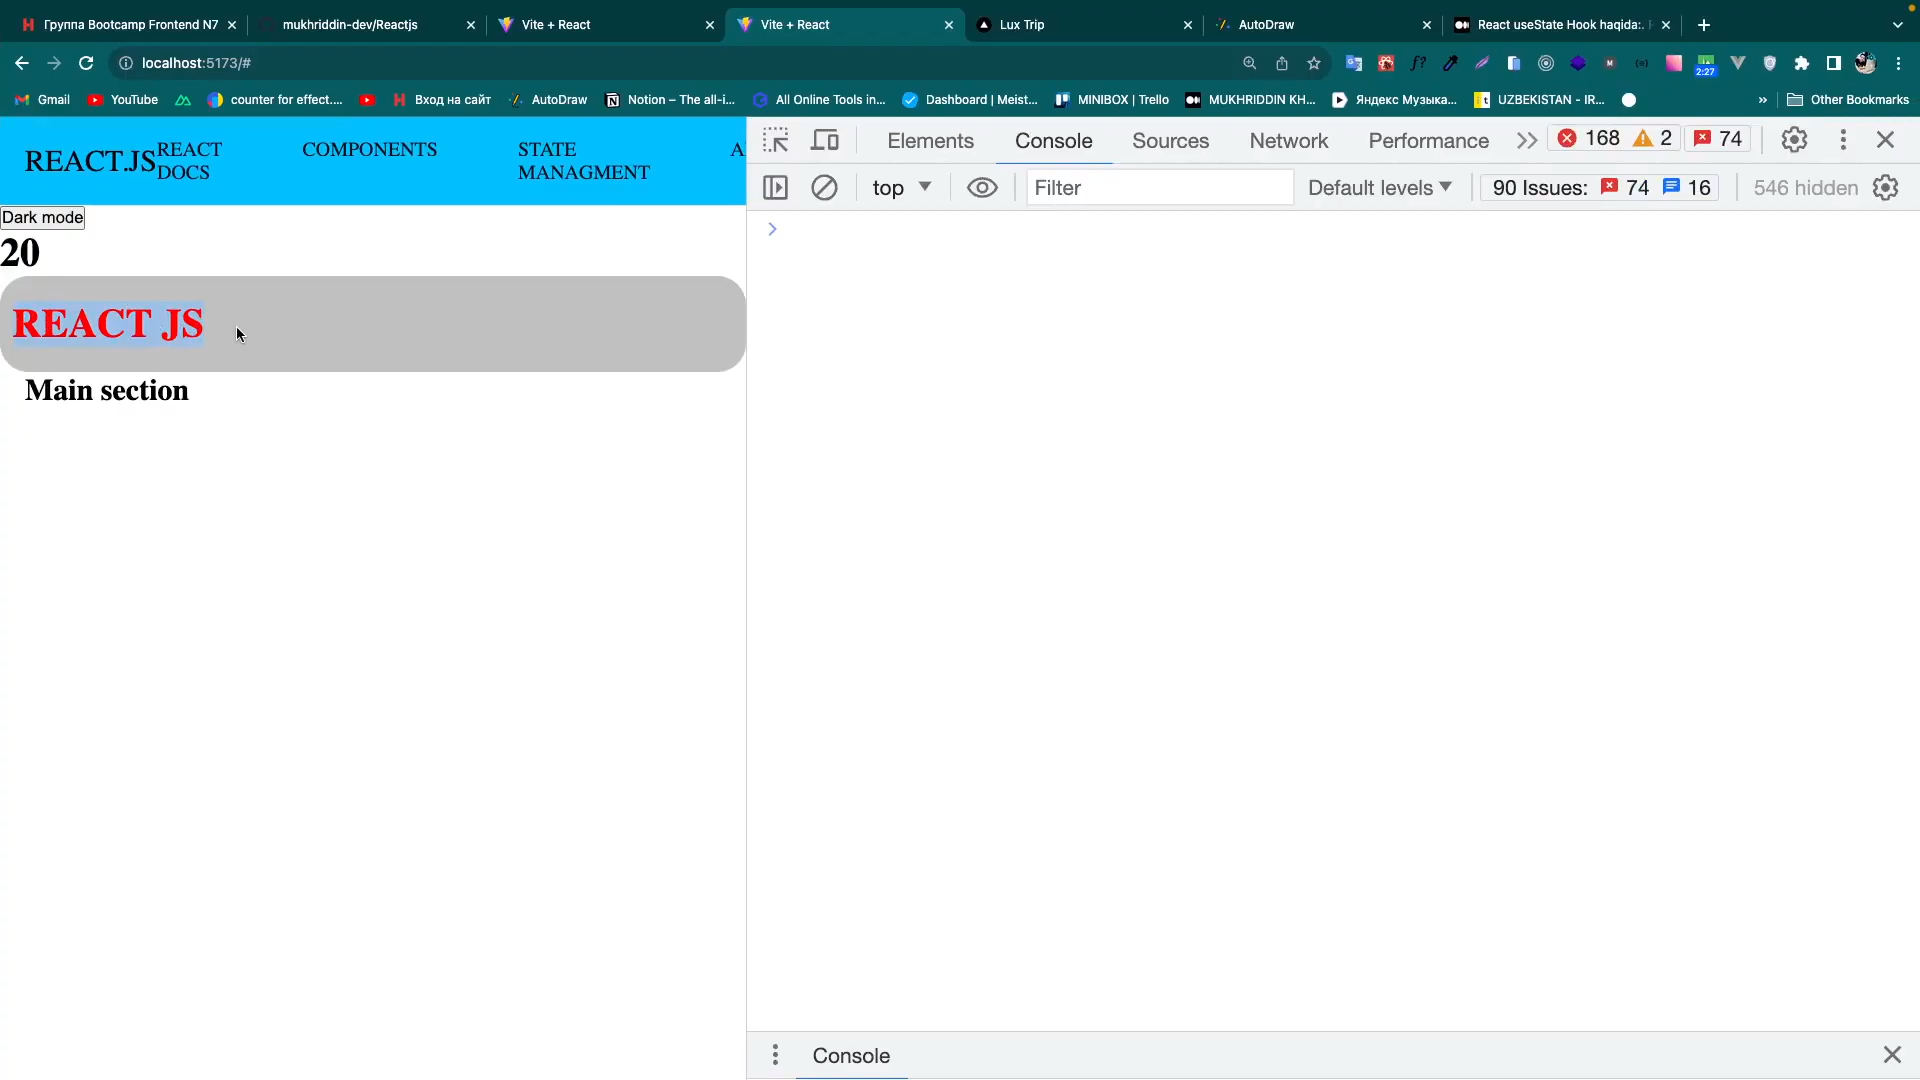 Группа Bootcamp Frontend N7
mukhriddin-dev/Reactjs
Vite + React
Vite + React
Lux Trip
AutoDraw
React useState Hook haqida:.
localhost:5173/#
2:27
Gmail
YouTube
counter for effect....
Вход на сайт
AutoDraw
Notion – The all-i...
All Online Tools in...
Dashboard | Meist...
MINIBOX | Trello
MUKHRIDDIN KH...
Яндекс Музыка...
UZBEKISTAN - IR...
»
Other Bookmarks
REACT.JS
REACT DOCS
COMPONENTS
STATE MANAGMENT
A
Dark mode
20
REACT JS
Main section
Elements
Console
Sources
Network
Performance
168
2
74
top
Filter
Default levels
90 Issues:
74
16
546 hidden
Console